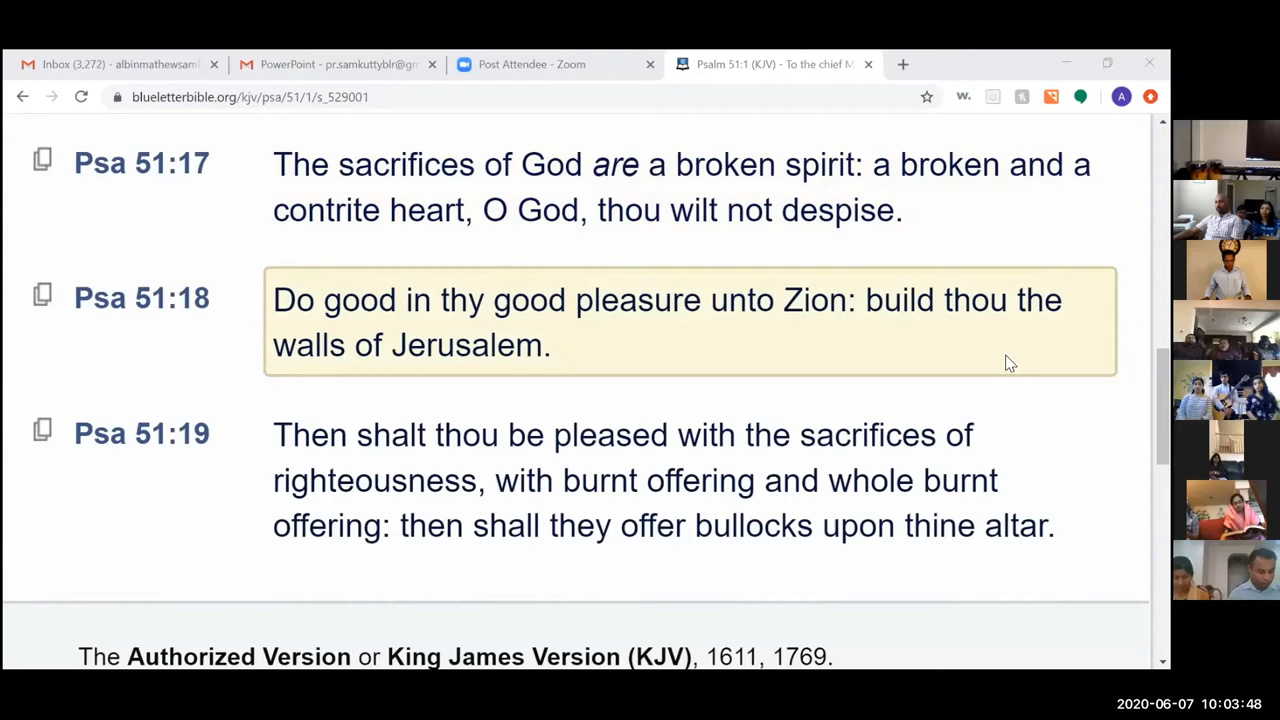 Inbox (3,272) - albinmathewsaml
PowerPoint - pr.samkuttyblr@gm
Post Attendee - Zoom
Psalm 51:1 (KJV) - To the chief M
blueletterbible.org/kjv/psa/51/1/s_529001
w.
A
Psa 51:17
The sacrifices of God are a broken spirit: a broken and a
contrite heart, O God, thou wilt not despise.
Psa 51:18
Do good in thy good pleasure unto Zion: build thou the
walls of Jerusalem.
Psa 51:19
Then shalt thou be pleased with the sacrifices of
righteousness, with burnt offering and whole burnt
offering: then shall they offer bullocks upon thine altar.
The Authorized Version or King James Version (KJV), 1611, 1769.
2020-06-07 10:03:48